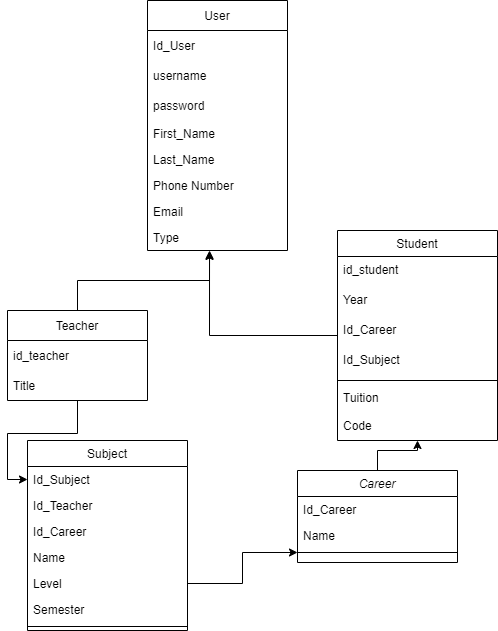 User
Id_User
username
password
First_Name
Last_Name
Phone Number
Email
Type
Student
id_student
Year
Id_Career
Id_Subject
Tuition
Code
Teacher
id_teacher
Title
Subject
Id_Subject
Id_Teacher
Id_Career
Name
Level
Semester
Career
Id_Career
Name